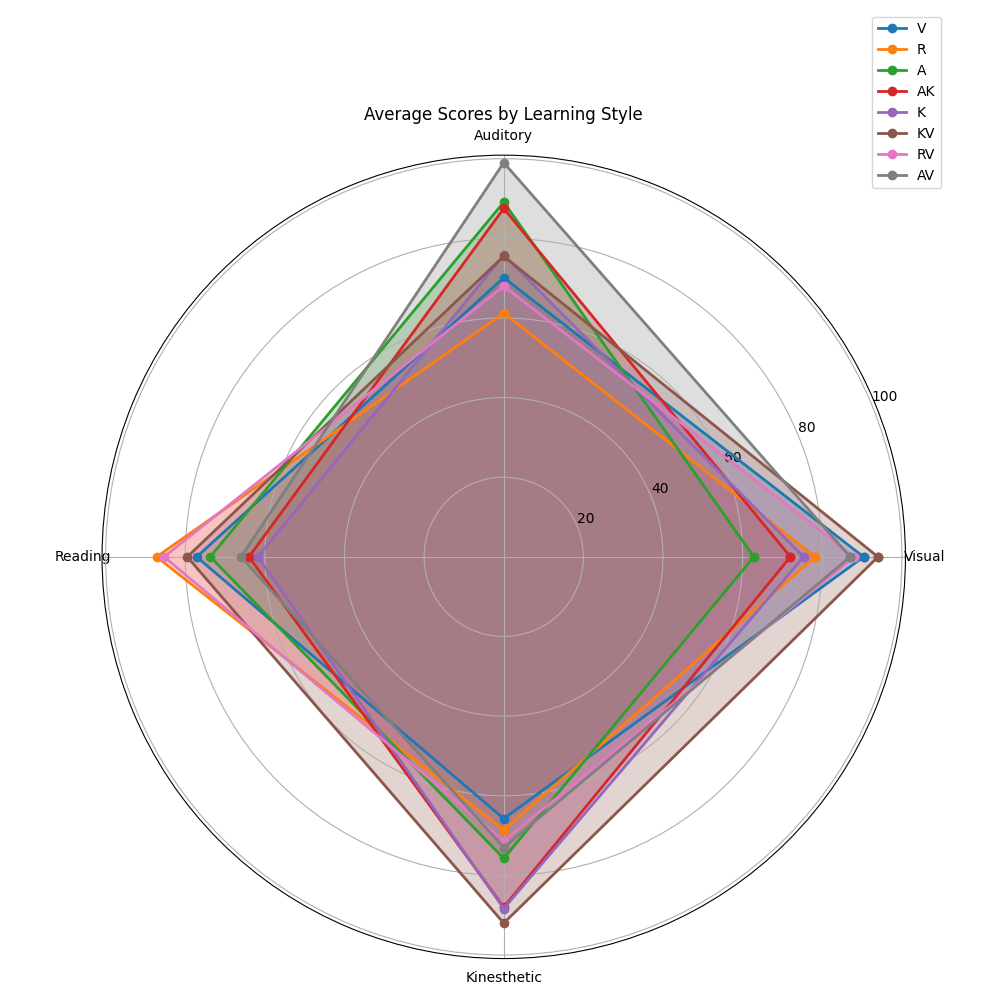 V
R
A
AK
K
KV
RV
AV
Average Scores by Learning Style
Auditory
100
80
60
40
20
Reading
Visual
Kinesthetic